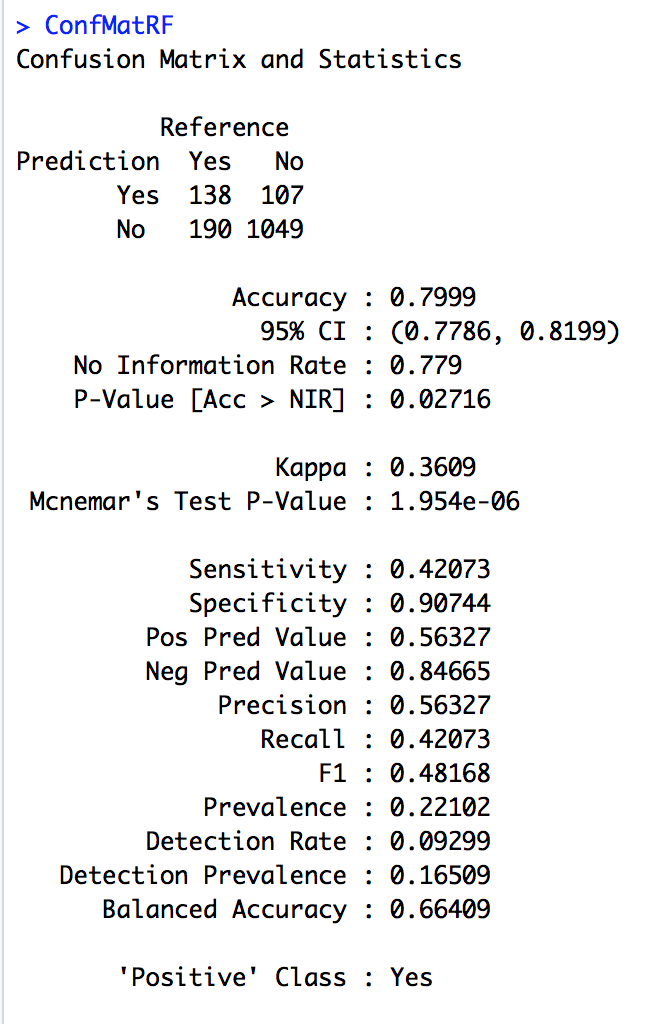 > ConfMatRF
Confusion Matrix and Statistics
Reference
Prediction Yes No
Yes 138 107
No 190 1049
Accuracy : 0.7999
95% CI : (0.7786, 0.8199)
No Information Rate : 0.779
P-Value [Acc > NIR] : 0.02716
Kappa : 0.3609
Mcnemar's Test P-Value : 1.954e-06
Sensitivity : 0.42073
Specificity : 0.90744
Pos Pred Value : 0.56327
Neg Pred Value : 0.84665
Precision : 0.56327
Recall : 0.42073
F1 : 0.48168
Prevalence : 0.22102
Detection Rate : 0.09299
Detection Prevalence : 0.16509
Balanced Accuracy : 0.66409
'Positive' Class : Yes